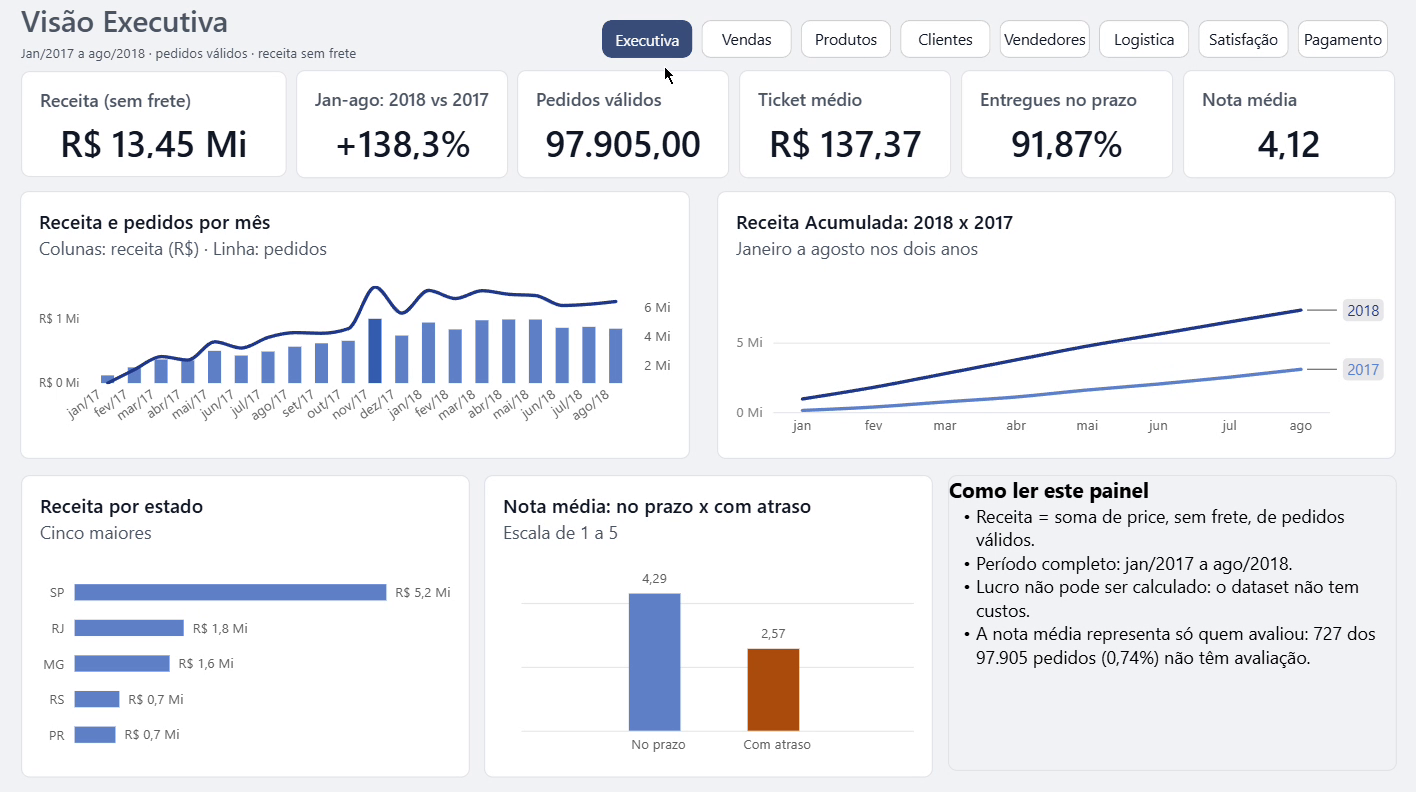 Visão Executiva
Jan/2017 a ago/2018 · pedidos válidos · receita sem frete
Executiva
Vendas
Produtos
Clientes
Vendedores
Logistica
Satisfação
Pagamento
Receita (sem frete)
R$ 13,45 Mi
Jan-ago: 2018 vs 2017
+138,3%
Pedidos válidos
97.905,00
Ticket médio
R$ 137,37
Entregues no prazo
91,87%
Nota média
4,12
Receita e pedidos por mês
Colunas: receita (R$) · Linha: pedidos
R$ 1 Mi
R$ 0 Mi
6 Mi
4 Mi
2 Mi
jan/17
fev/17
mar/17
abr/17
mai/17
jun/17
jul/17
ago/17
set/17
out/17
nov/17
dez/17
jan/18
fev/18
mar/18
abr/18
mai/18
jun/18
jul/18
ago/18
Receita Acumulada: 2018 x 2017
Janeiro a agosto nos dois anos
5 Mi
0 Mi
2018
2017
jan
fev
mar
abr
mai
jun
jul
ago
Receita por estado
Cinco maiores
SP
R$ 5,2 Mi
RJ
R$ 1,8 Mi
MG
R$ 1,6 Mi
RS
R$ 0,7 Mi
PR
R$ 0,7 Mi
Nota média: no prazo x com atraso
Escala de 1 a 5
4,29
2,57
No prazo
Com atraso
Como ler este painel
• Receita = soma de price, sem frete, de pedidos
válidos.
• Período completo: jan/2017 a ago/2018.
• Lucro não pode ser calculado: o dataset não tem
custos.
• A nota média representa só quem avaliou: 727 dos
97.905 pedidos (0,74%) não têm avaliação.